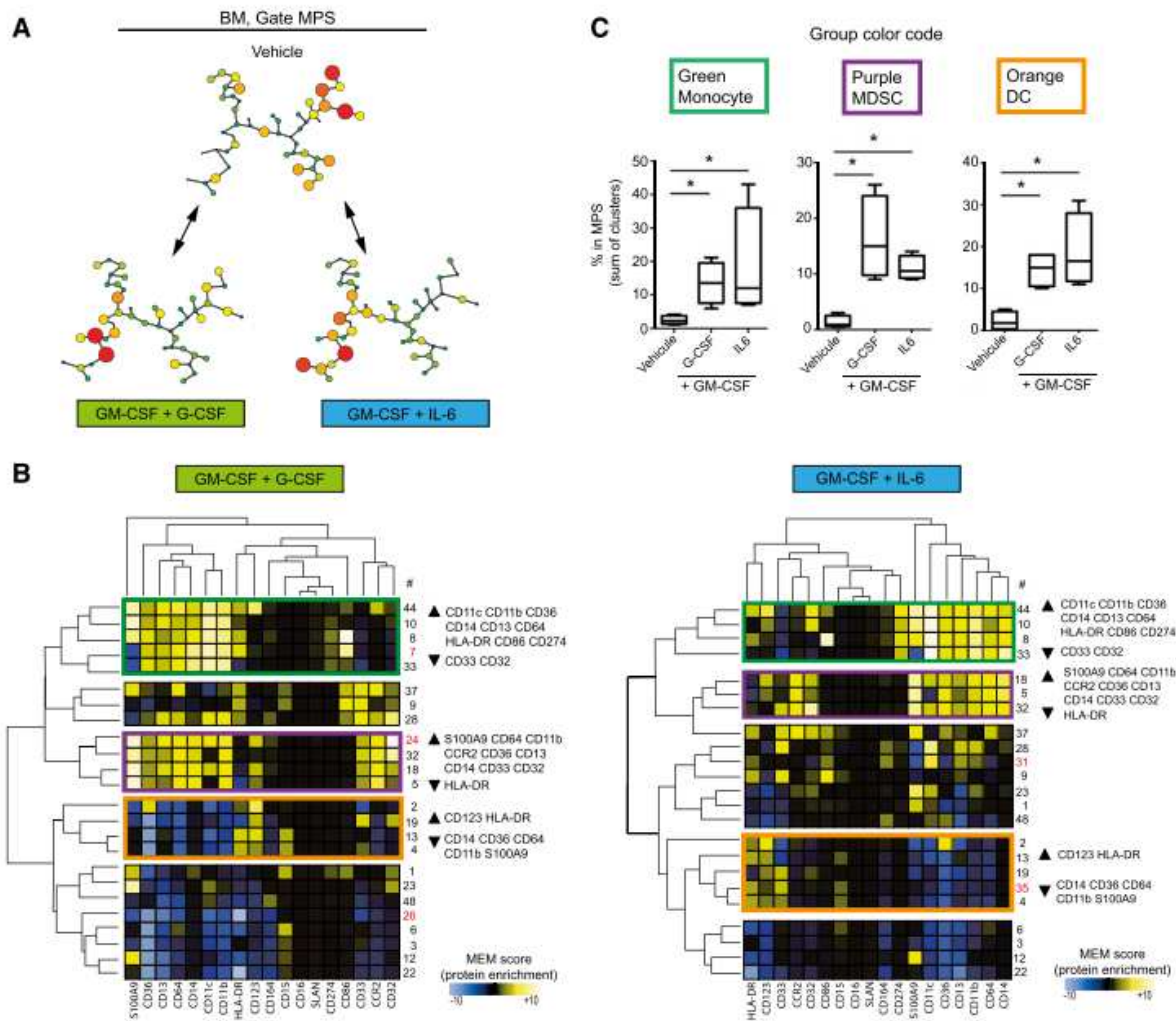 A
BM, Gate MPS
Vehicle
GM-CSF + G-CSF
GM-CSF + IL-6
C
Group color code
Green
Monocyte
Purple
MDSC
Orange
DC
% in MPS
(sum of clusters)
50
40
30
20
10
0
*
*
Vehicule
G-CSF
IL6
+ GM-CSF
30
20
10
0
*
*
Vehicule
G-CSF
IL6
+ GM-CSF
40
30
20
10
0
*
*
Vehicule
G-CSF
IL6
+ GM-CSF
B
GM-CSF + G-CSF
#
44
10
8
7
33
▲ CD11c CD11b CD36
CD14 CD13 CD64
HLA-DR CD86 CD274
▼ CD33 CD32
37
9
28
24
32
18
5
▲ S100A9 CD64 CD11b
CCR2 CD36 CD13
CD14 CD33 CD32
▼ HLA-DR
2
19
13
4
▲ CD123 HLA-DR
▼ CD14 CD36 CD64
CD11b S100A9
1
23
48
26
6
3
12
22
S100A9 CD36 CD13 CD64 CD14 CD11c CD11b HLA-DR CD123 CD164 CD15 CD16 SLAN CD274 CD86 CD33 CCR2 CD32
MEM score
(protein enrichment)
-10 +10
GM-CSF + IL-6
#
44
10
8
33
▲ CD11c CD11b CD36
CD14 CD13 CD64
HLA-DR CD86 CD274
▼ CD33 CD32
18
5
32
▲ S100A9 CD64 CD11b
CCR2 CD36 CD13
CD14 CD33 CD32
▼ HLA-DR
37
28
31
9
23
1
48
2
13
19
35
4
▲ CD123 HLA-DR
▼ CD14 CD36 CD64
CD11b S100A9
6
3
12
22
HLA-DR CD123 CD33 CCR2 CD32 CD86 CD15 CD16 SLAN CD164 CD274 S100A9 CD11c CD36 CD13 CD11b CD64 CD14
MEM score
(protein enrichment)
-10 +10